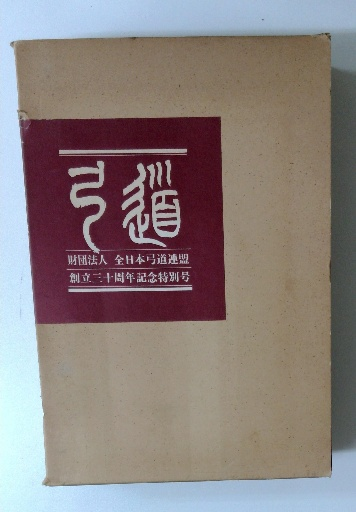 弓道
財団法人 全日本弓道連盟
創立三十周年記念特別号